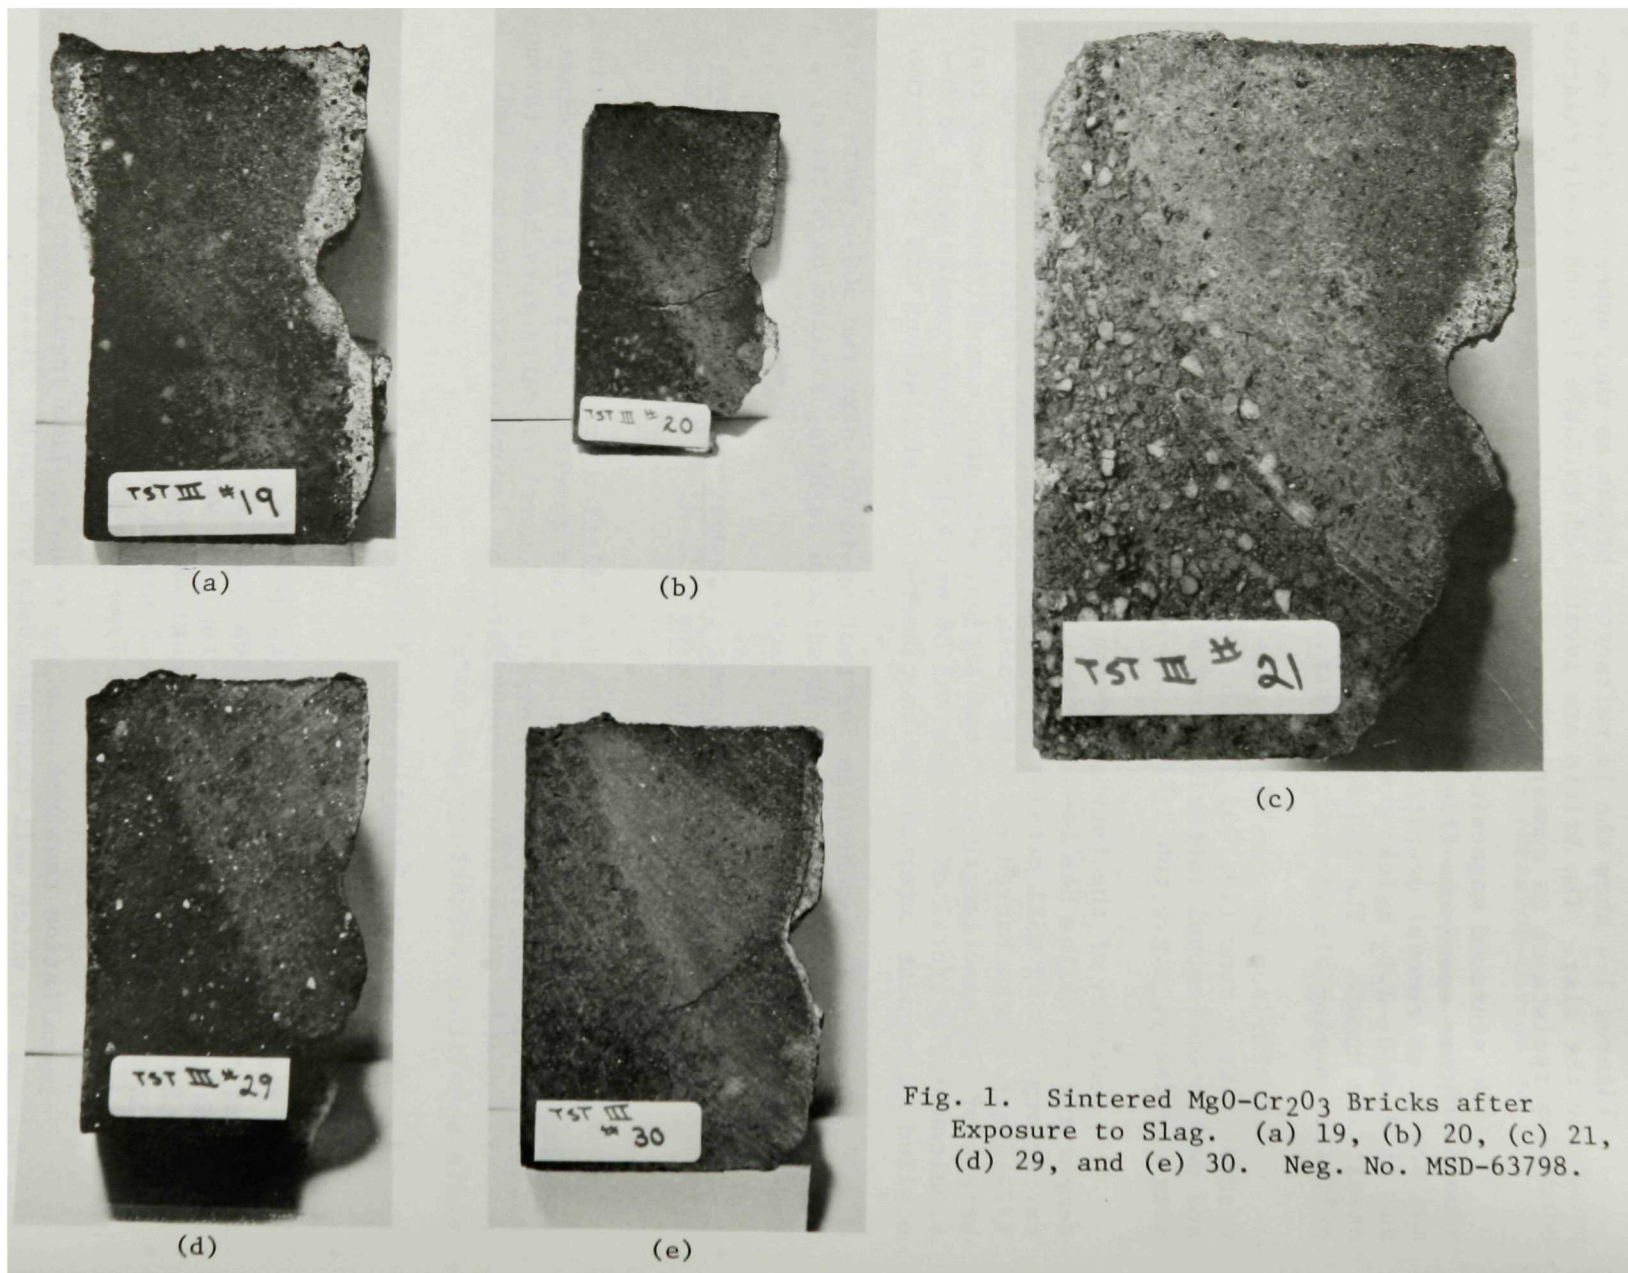 TST III # 19
(a)
TST III # 20
(b)
TST III # 21
(c)
TST III # 29
(d)
TST III
# 30
(e)
Fig. 1. Sintered MgO-Cr₂O₃ Bricks after
Exposure to Slag. (a) 19, (b) 20, (c) 21,
(d) 29, and (e) 30. Neg. No. MSD-63798.